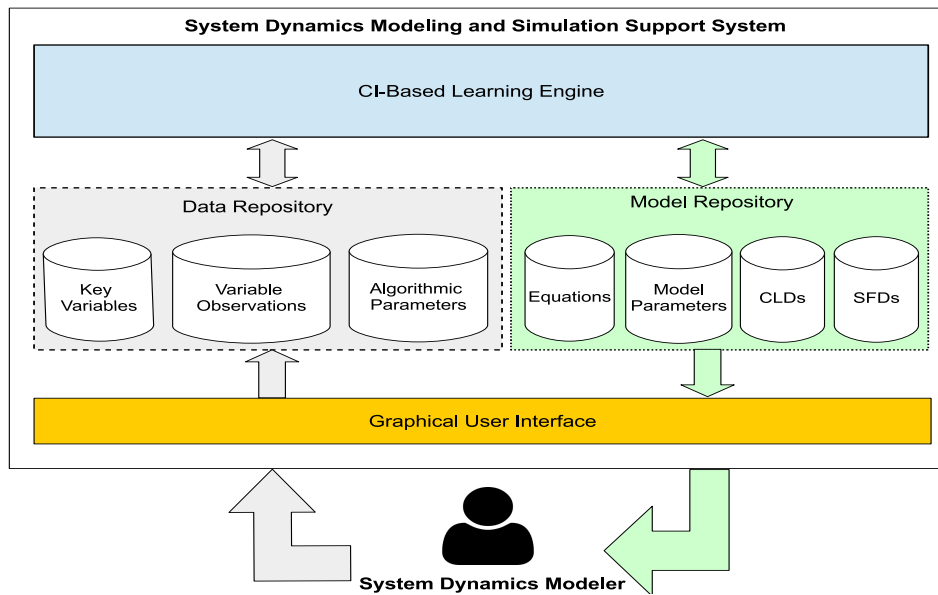 System Dynamics Modeling and Simulation Support System
CI-Based Learning Engine
Data Repository
Key
Variables
Variable
Observations
Algorithmic
Parameters
Model Repository
Equations
Model
Parameters
CLDs
SFDs
Graphical User Interface
System Dynamics Modeler